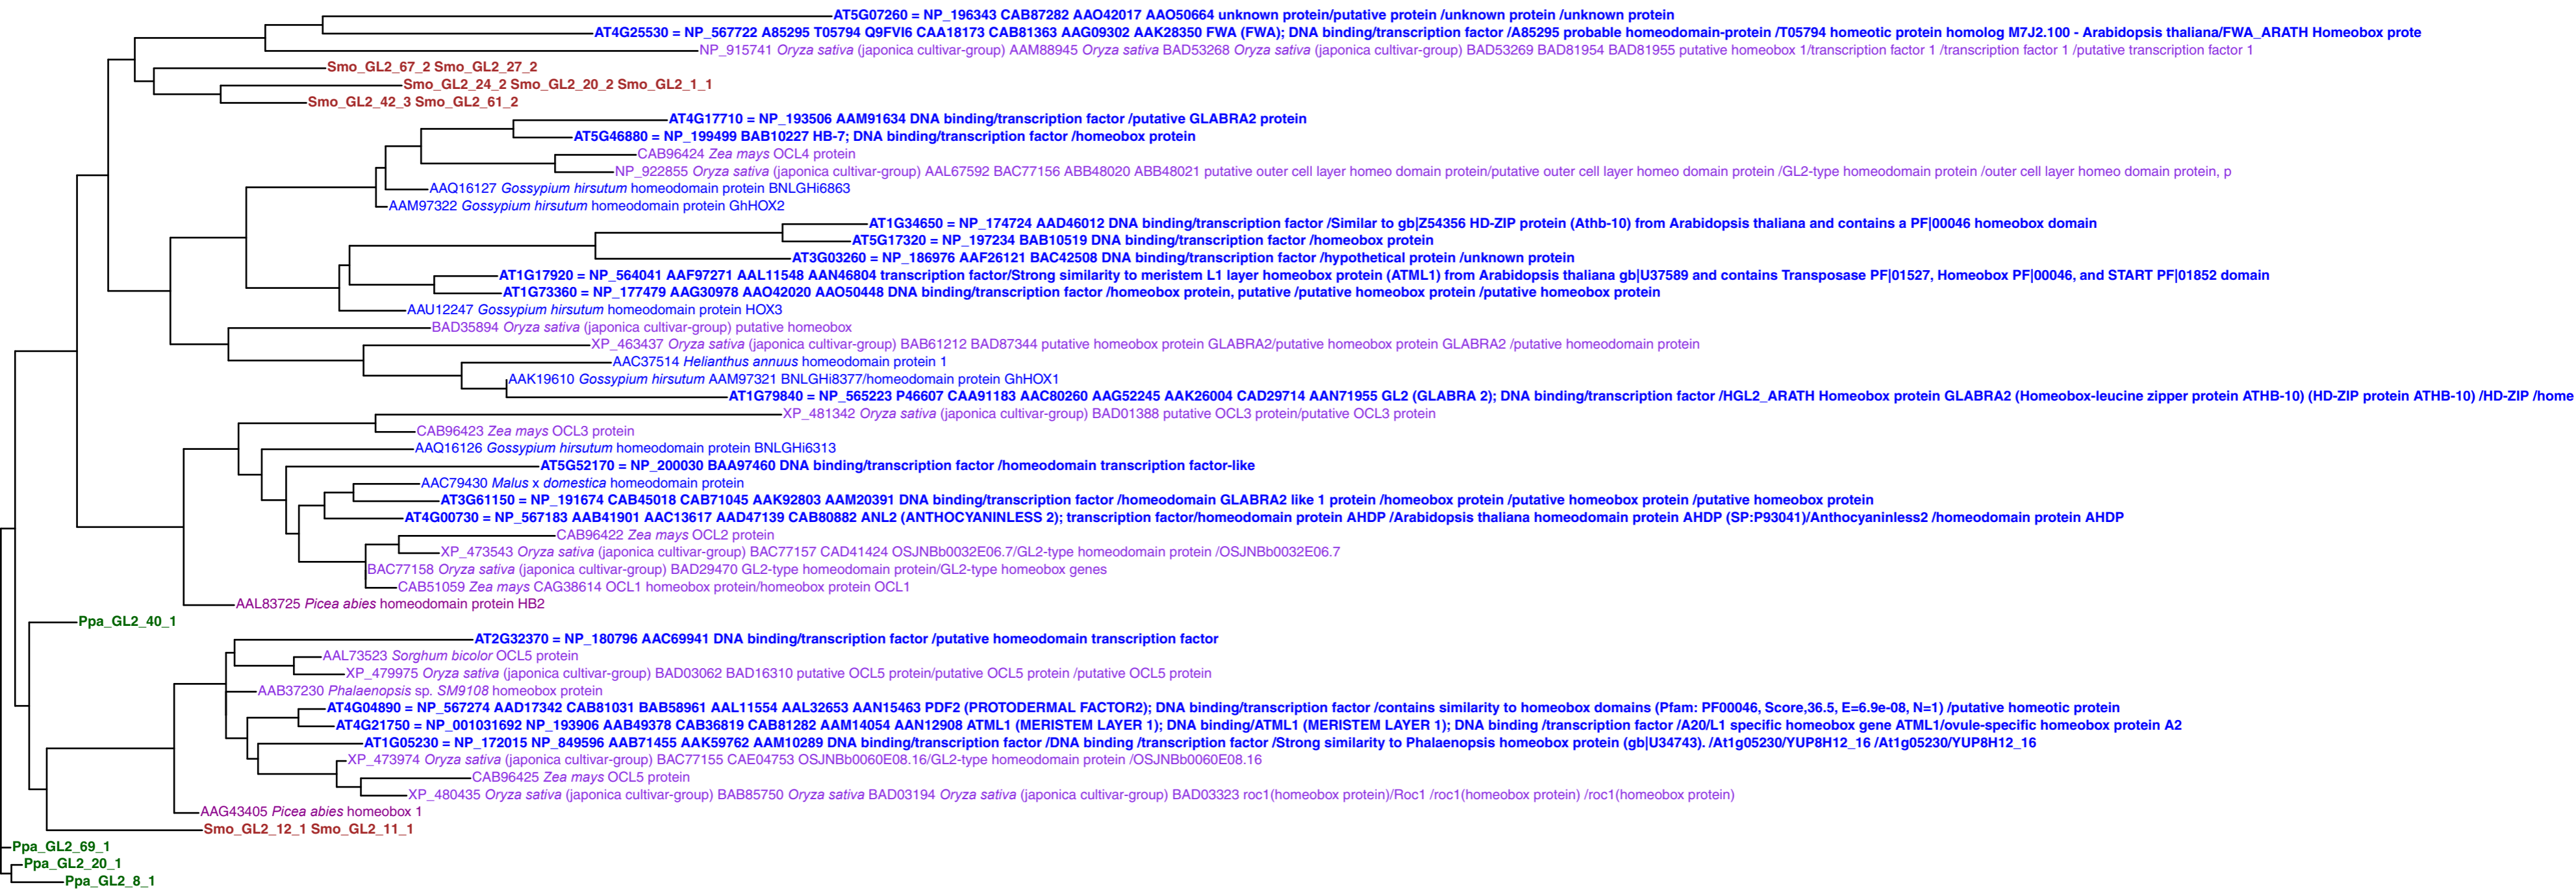 AT5G07260 = NP_196343 CAB87282 AAO42017 AAO50664 unknown protein/putative protein /unknown protein /unknown protein
AT4G25530 = NP_567722 A85295 T05794 Q9FVI6 CAA18173 CAB81363 AAG09302 AAK28350 FWA (FWA); DNA binding/transcription factor /A85295 probable homeodomain-protein /T05794 homeotic protein homolog M7J2.100 - Arabidopsis thaliana/FWA_ARATH Homeobox prote
NP_915741 Oryza sativa (japonica cultivar-group) AAM88945 Oryza sativa BAD53268 Oryza sativa (japonica cultivar-group) BAD53269 BAD81954 BAD81955 putative homeobox 1/transcription factor 1 /transcription factor 1 /putative transcription factor 1
Smo_GL2_67_2 Smo_GL2_27_2
Smo_GL2_24_2 Smo_GL2_20_2 Smo_GL2_1_1
Smo_GL2_42_3 Smo_GL2_61_2
AT4G17710 = NP_193506 AAM91634 DNA binding/transcription factor /putative GLABRA2 protein
AT5G46880 = NP_199499 BAB10227 HB-7; DNA binding/transcription factor /homeobox protein
CAB96424 Zea mays OCL4 protein
NP_922855 Oryza sativa (japonica cultivar-group) AAL67592 BAC77156 ABB48020 ABB48021 putative outer cell layer homeo domain protein/putative outer cell layer homeo domain protein /GL2-type homeodomain protein /outer cell layer homeo domain protein, p
AAQ16127 Gossypium hirsutum homeodomain protein BNLGHi6863
AAM97322 Gossypium hirsutum homeodomain protein GhHOX2
AT1G34650 = NP_174724 AAD46012 DNA binding/transcription factor /Similar to gb|Z54356 HD-ZIP protein (Athb-10) from Arabidopsis thaliana and contains a PF|00046 homeobox domain
AT5G17320 = NP_197234 BAB10519 DNA binding/transcription factor /homeobox protein
AT3G03260 = NP_186976 AAF26121 BAC42508 DNA binding/transcription factor /hypothetical protein /unknown protein
AT1G17920 = NP_564041 AAF97271 AAL11548 AAN46804 transcription factor/Strong similarity to meristem L1 layer homeobox protein (ATML1) from Arabidopsis thaliana gb|U37589 and contains Transposase PF|01527, Homeobox PF|00046, and START PF|01852 domain
AT1G73360 = NP_177479 AAG30978 AAO42020 AAO50448 DNA binding/transcription factor /homeobox protein, putative /putative homeobox protein /putative homeobox protein
AAU12247 Gossypium hirsutum homeodomain protein HOX3
BAD35894 Oryza sativa (japonica cultivar-group) putative homeobox
XP_463437 Oryza sativa (japonica cultivar-group) BAB61212 BAD87344 putative homeobox protein GLABRA2/putative homeobox protein GLABRA2 /putative homeodomain protein
AAC37514 Helianthus annuus homeodomain protein 1
AAK19610 Gossypium hirsutum AAM97321 BNLGHi8377/homeodomain protein GhHOX1
AT1G79840 = NP_565223 P46607 CAA91183 AAC80260 AAG52245 AAK26004 CAD29714 AAN71955 GL2 (GLABRA 2); DNA binding/transcription factor /HGL2_ARATH Homeobox protein GLABRA2 (Homeobox-leucine zipper protein ATHB-10) (HD-ZIP protein ATHB-10) /HD-ZIP /home
XP_481342 Oryza sativa (japonica cultivar-group) BAD01388 putative OCL3 protein/putative OCL3 protein
CAB96423 Zea mays OCL3 protein
AAQ16126 Gossypium hirsutum homeodomain protein BNLGHi6313
AT5G52170 = NP_200030 BAA97460 DNA binding/transcription factor /homeodomain transcription factor-like
AAC79430 Malus x domestica homeodomain protein
AT3G61150 = NP_191674 CAB45018 CAB71045 AAK92803 AAM20391 DNA binding/transcription factor /homeodomain GLABRA2 like 1 protein /homeobox protein /putative homeobox protein /putative homeobox protein
AT4G00730 = NP_567183 AAB41901 AAC13617 AAD47139 CAB80882 ANL2 (ANTHOCYANINLESS 2); transcription factor/homeodomain protein AHDP /Arabidopsis thaliana homeodomain protein AHDP (SP:P93041)/Anthocyaninless2 /homeodomain protein AHDP
CAB96422 Zea mays OCL2 protein
XP_473543 Oryza sativa (japonica cultivar-group) BAC77157 CAD41424 OSJNBb0032E06.7/GL2-type homeodomain protein /OSJNBb0032E06.7
BAC77158 Oryza sativa (japonica cultivar-group) BAD29470 GL2-type homeodomain protein/GL2-type homeobox genes
CAB51059 Zea mays CAG38614 OCL1 homeobox protein/homeobox protein OCL1
AAL83725 Picea abies homeodomain protein HB2
Ppa_GL2_40_1
AT2G32370 = NP_180796 AAC69941 DNA binding/transcription factor /putative homeodomain transcription factor
AAL73523 Sorghum bicolor OCL5 protein
XP_479975 Oryza sativa (japonica cultivar-group) BAD03062 BAD16310 putative OCL5 protein/putative OCL5 protein /putative OCL5 protein
AAB37230 Phalaenopsis sp. SM9108 homeobox protein
AT4G04890 = NP_567274 AAD17342 CAB81031 BAB58961 AAL11554 AAL32653 AAN15463 PDF2 (PROTODERMAL FACTOR2); DNA binding/transcription factor /contains similarity to homeobox domains (Pfam: PF00046, Score,36.5, E=6.9e-08, N=1) /putative homeotic protein
AT4G21750 = NP_001031692 NP_193906 AAB49378 CAB36819 CAB81282 AAM14054 AAN12908 ATML1 (MERISTEM LAYER 1); DNA binding/ATML1 (MERISTEM LAYER 1); DNA binding /transcription factor /A20/L1 specific homeobox gene ATML1/ovule-specific homeobox protein A2
AT1G05230 = NP_172015 NP_849596 AAB71455 AAK59762 AAM10289 DNA binding/transcription factor /DNA binding /transcription factor /Strong similarity to Phalaenopsis homeobox protein (gb|U34743). /At1g05230/YUP8H12_16 /At1g05230/YUP8H12_16
XP_473974 Oryza sativa (japonica cultivar-group) BAC77155 CAE04753 OSJNBb0060E08.16/GL2-type homeodomain protein /OSJNBb0060E08.16
CAB96425 Zea mays OCL5 protein
XP_480435 Oryza sativa (japonica cultivar-group) BAB85750 Oryza sativa BAD03194 Oryza sativa (japonica cultivar-group) BAD03323 roc1(homeobox protein)/Roc1 /roc1(homeobox protein) /roc1(homeobox protein)
AAG43405 Picea abies homeobox 1
Smo_GL2_12_1 Smo_GL2_11_1
Ppa_GL2_69_1
Ppa_GL2_20_1
Ppa_GL2_8_1